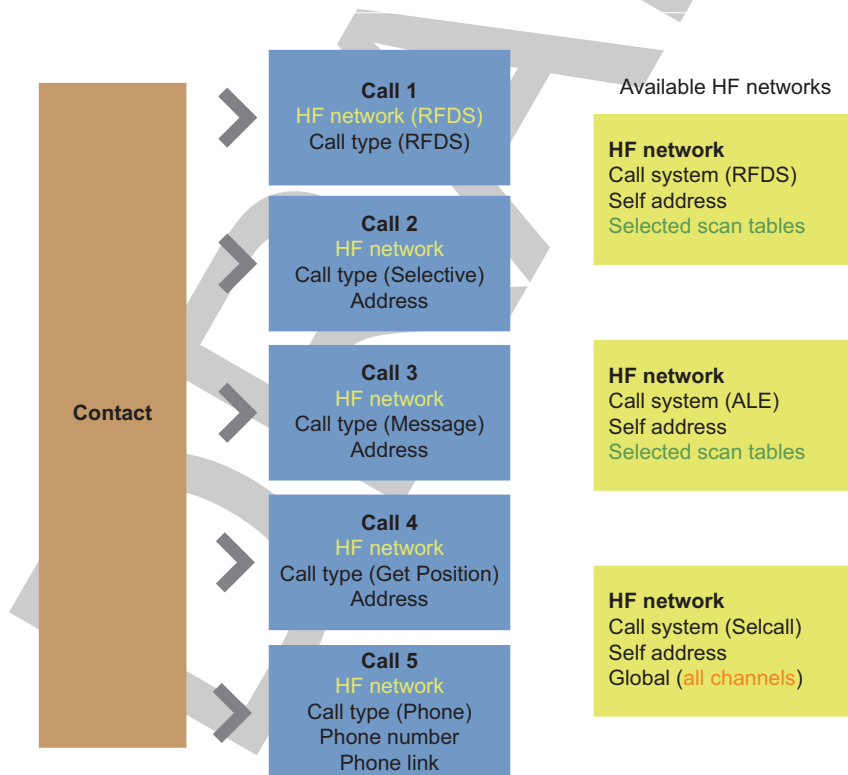 Contact
Call 1
HF network (RFDS)
Call type (RFDS)
Call 2
HF network
Call type (Selective)
Address
Call 3
HF network
Call type (Message)
Address
Call 4
HF network
Call type (Get Position)
Address
Call 5
HF network
Call type (Phone)
Phone number
Phone link
Available HF networks
HF network
Call system (RFDS)
Self address
Selected scan tables
HF network
Call system (ALE)
Self address
Selected scan tables
HF network
Call system (Selcall)
Self address
Global (all channels)